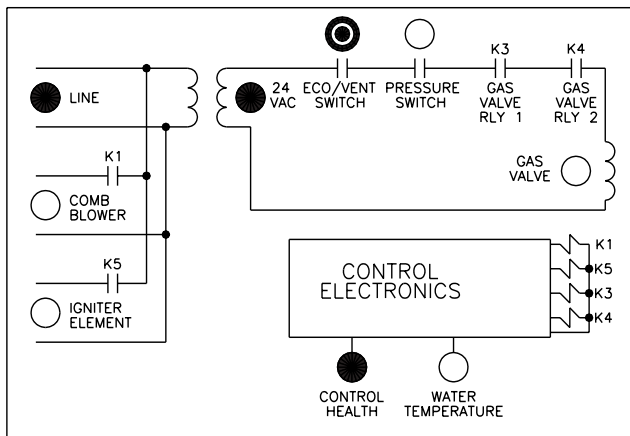 LINE
24
VAC
ECO/VENT
SWITCH
PRESSURE
SWITCH
K3
GAS
VALVE
RLY 1
K4
GAS
VALVE
RLY 2
K1
COMB
BLOWER
GAS
VALVE
K5
IGNITER
ELEMENT
CONTROL
ELECTRONICS
K1
K5
K3
K4
CONTROL
HEALTH
WATER
TEMPERATURE